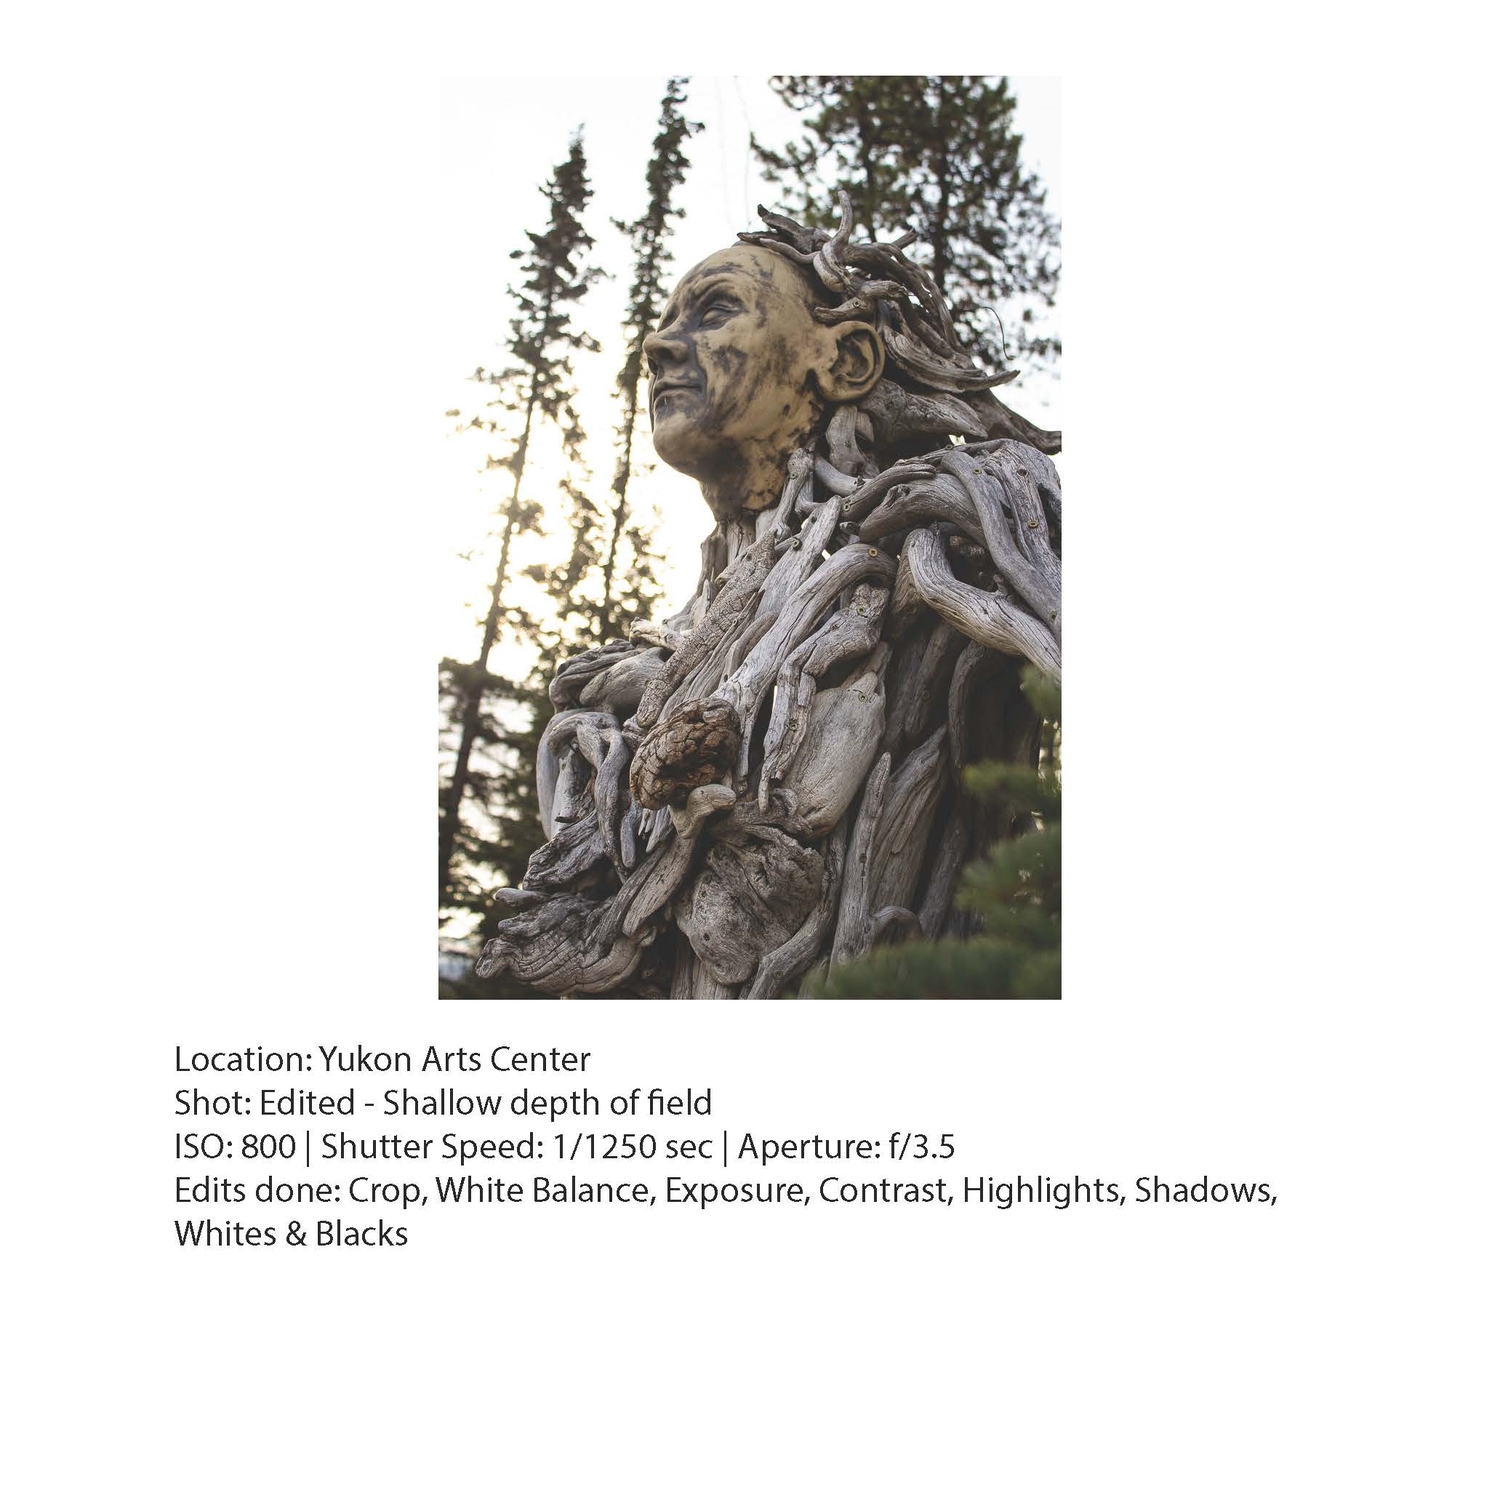 Location: Yukon Arts Center
Shot: Edited - Shallow depth of field
ISO: 800 | Shutter Speed: 1/1250 sec | Aperture: f/3.5
Edits done: Crop, White Balance, Exposure, Contrast, Highlights, Shadows,
Whites & Blacks